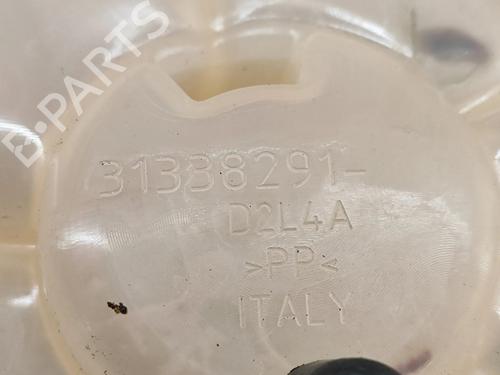 B-PARTS
31338291-
D2L4A
>PP<
ITALY